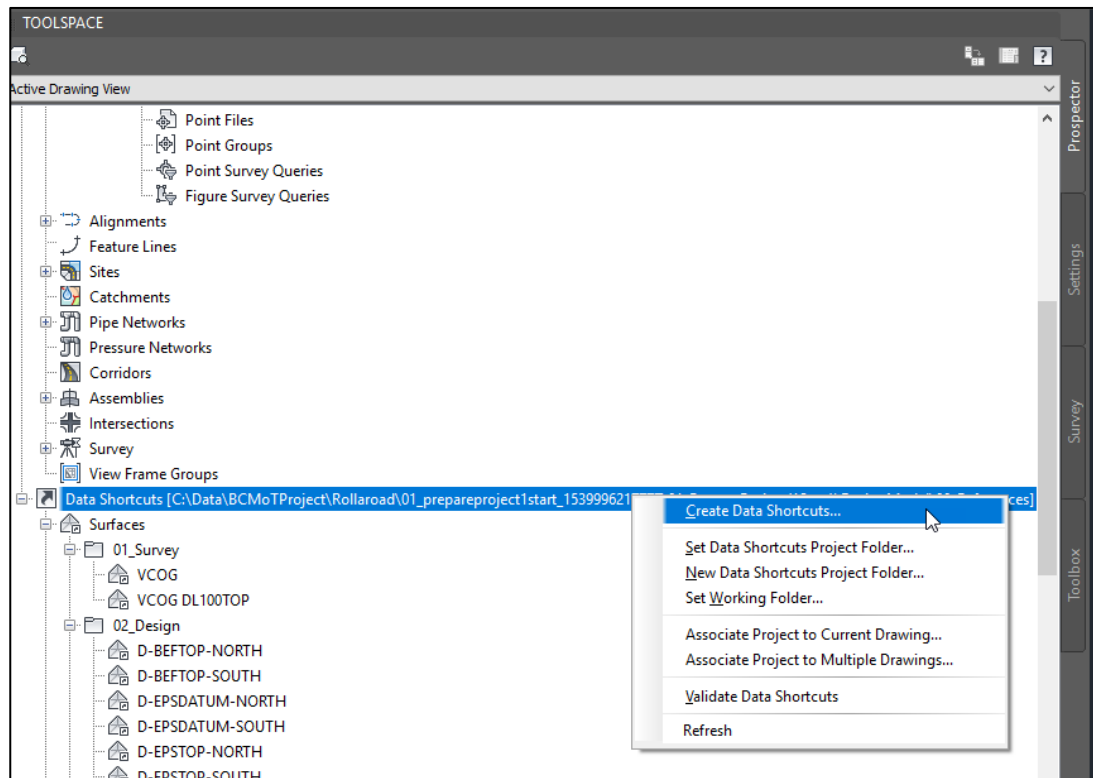 TOOLSPACE
Active Drawing View
Point Files
Point Groups
Point Survey Queries
Figure Survey Queries
Alignments
Feature Lines
Sites
Catchments
Pipe Networks
Pressure Networks
Corridors
Assemblies
Intersections
Survey
View Frame Groups
Data Shortcuts [C:\Data\BCMoTProject\Rollaroad\01_prepareproject1start_153999621
Surfaces
01_Survey
VCOG
VCOG DL100TOP
02_Design
D-BEFTOP-NORTH
D-BEFTOP-SOUTH
D-EPSDATUM-NORTH
D-EPSDATUM-SOUTH
D-EPSTOP-NORTH
D-EPSTOP-SOUTH
Create Data Shortcuts...
Set Data Shortcuts Project Folder...
New Data Shortcuts Project Folder...
Set Working Folder...
Associate Project to Current Drawing...
Associate Project to Multiple Drawings...
Validate Data Shortcuts
Refresh
?
Prospector
Settings
Survey
Toolbox